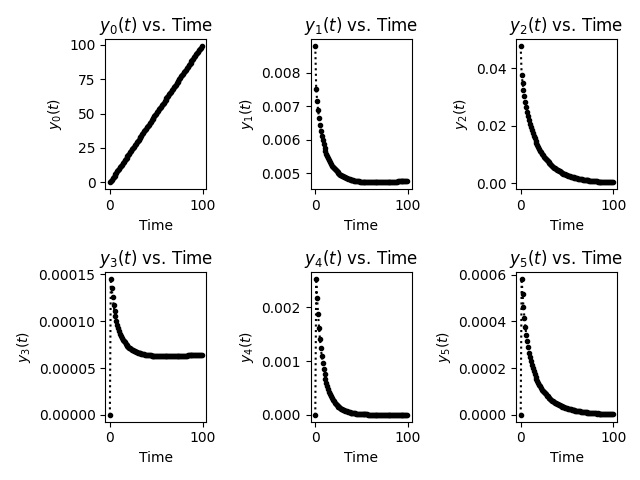 y₀(t) vs. Time
y₁(t) vs. Time
y₂(t) vs. Time
100
75
50
25
0
y₀(t)
0 100
Time
0.008
0.007
0.006
0.005
y₁(t)
0 100
Time
0.04
0.02
0.00
y₂(t)
0 100
Time
y₃(t) vs. Time
y₄(t) vs. Time
y₅(t) vs. Time
0.00015
0.00010
0.00005
0.00000
y₃(t)
0 100
Time
0.002
0.001
0.000
y₄(t)
0 100
Time
0.0006
0.0004
0.0002
0.0000
y₅(t)
0 100
Time